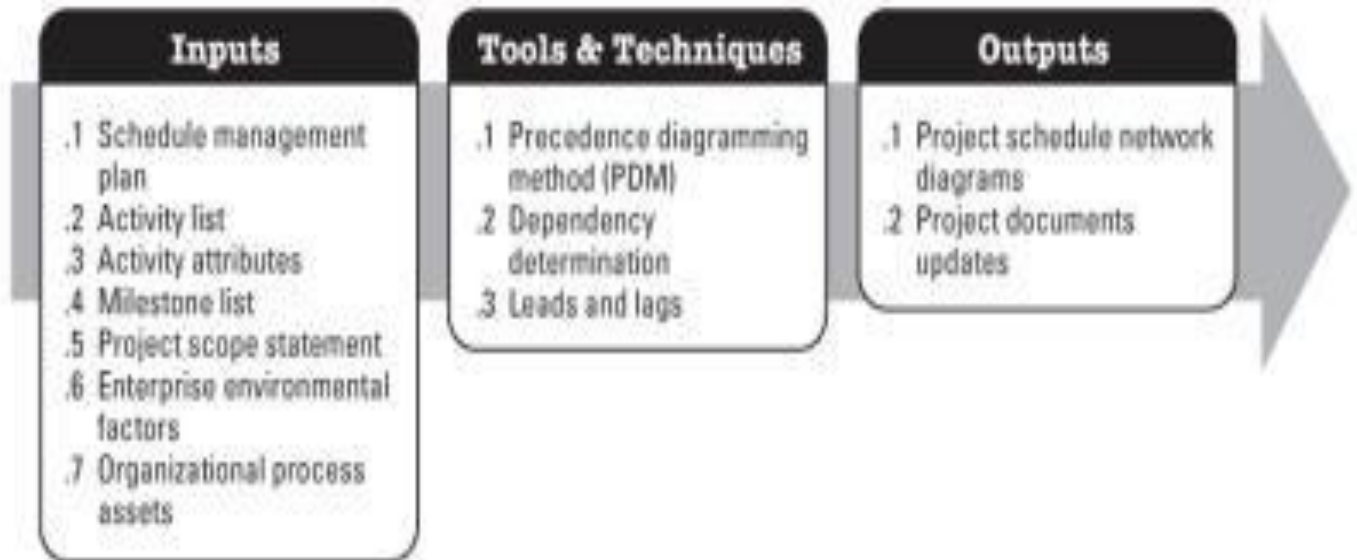 Inputs
.1 Schedule management
plan
.2 Activity list
.3 Activity attributes
.4 Milestone list
.5 Project scope statement
.6 Enterprise environmental
factors
.7 Organizational process
assets
Tools & Techniques
.1 Precedence diagramming
method (PDM)
.2 Dependency
determination
.3 Leads and lags
Outputs
.1 Project schedule network
diagrams
.2 Project documents
updates